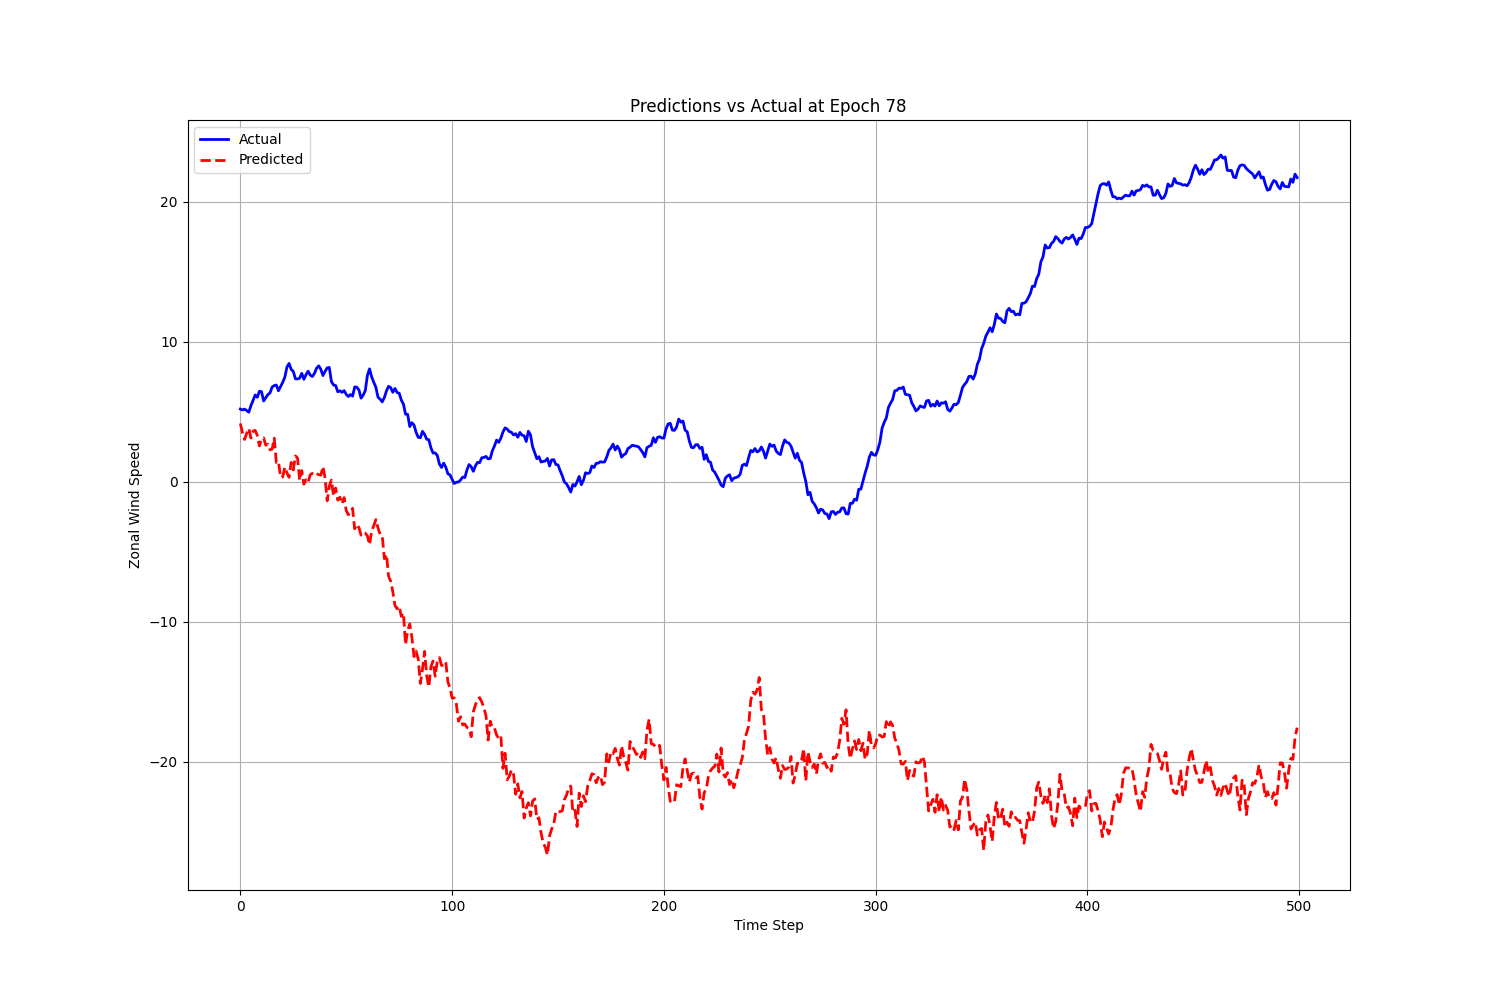 Predictions vs Actual at Epoch 78
Actual
Predicted
Zonal Wind Speed
20
10
0
−10
−20
0 100 200 300 400 500
Time Step